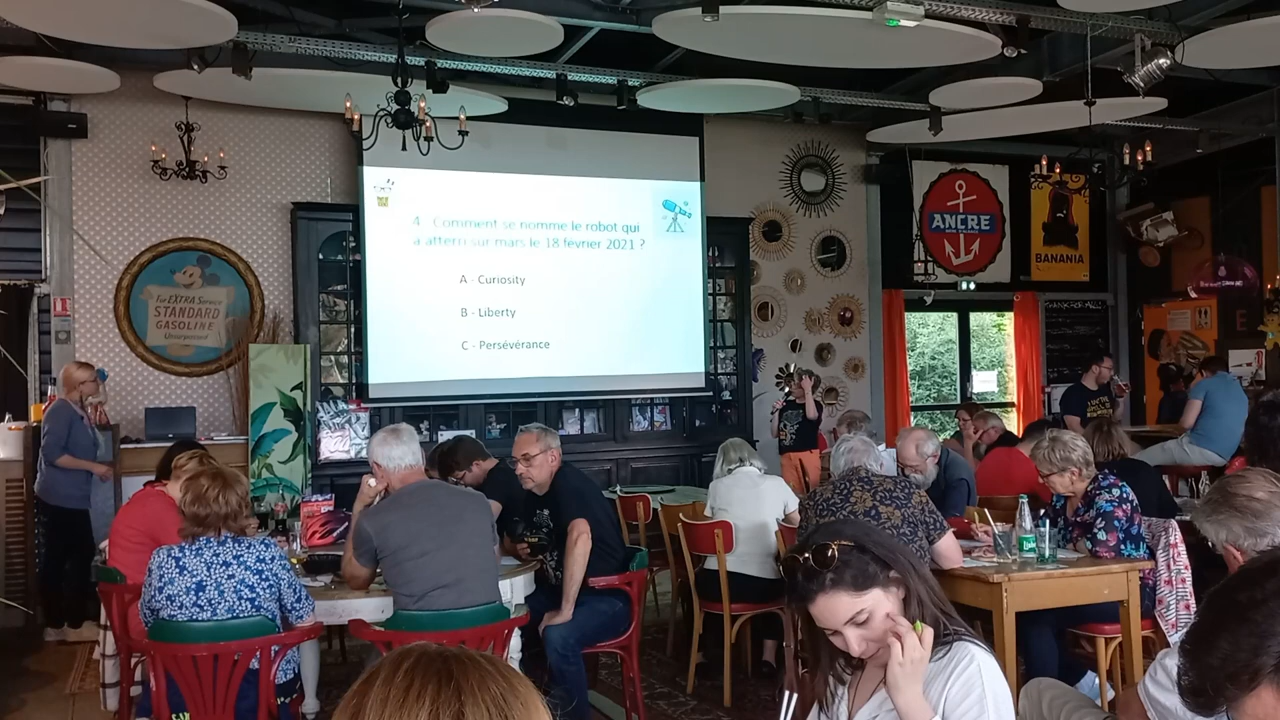 4 . Comment se nomme le robot qui
a atterri sur mars le 18 février 2021 ?
A - Curiosity
B - Liberty
C - Persévérance
For EXTRA Service
STANDARD
GASOLINE
Unsurpassed
ANCRE
BANANIA